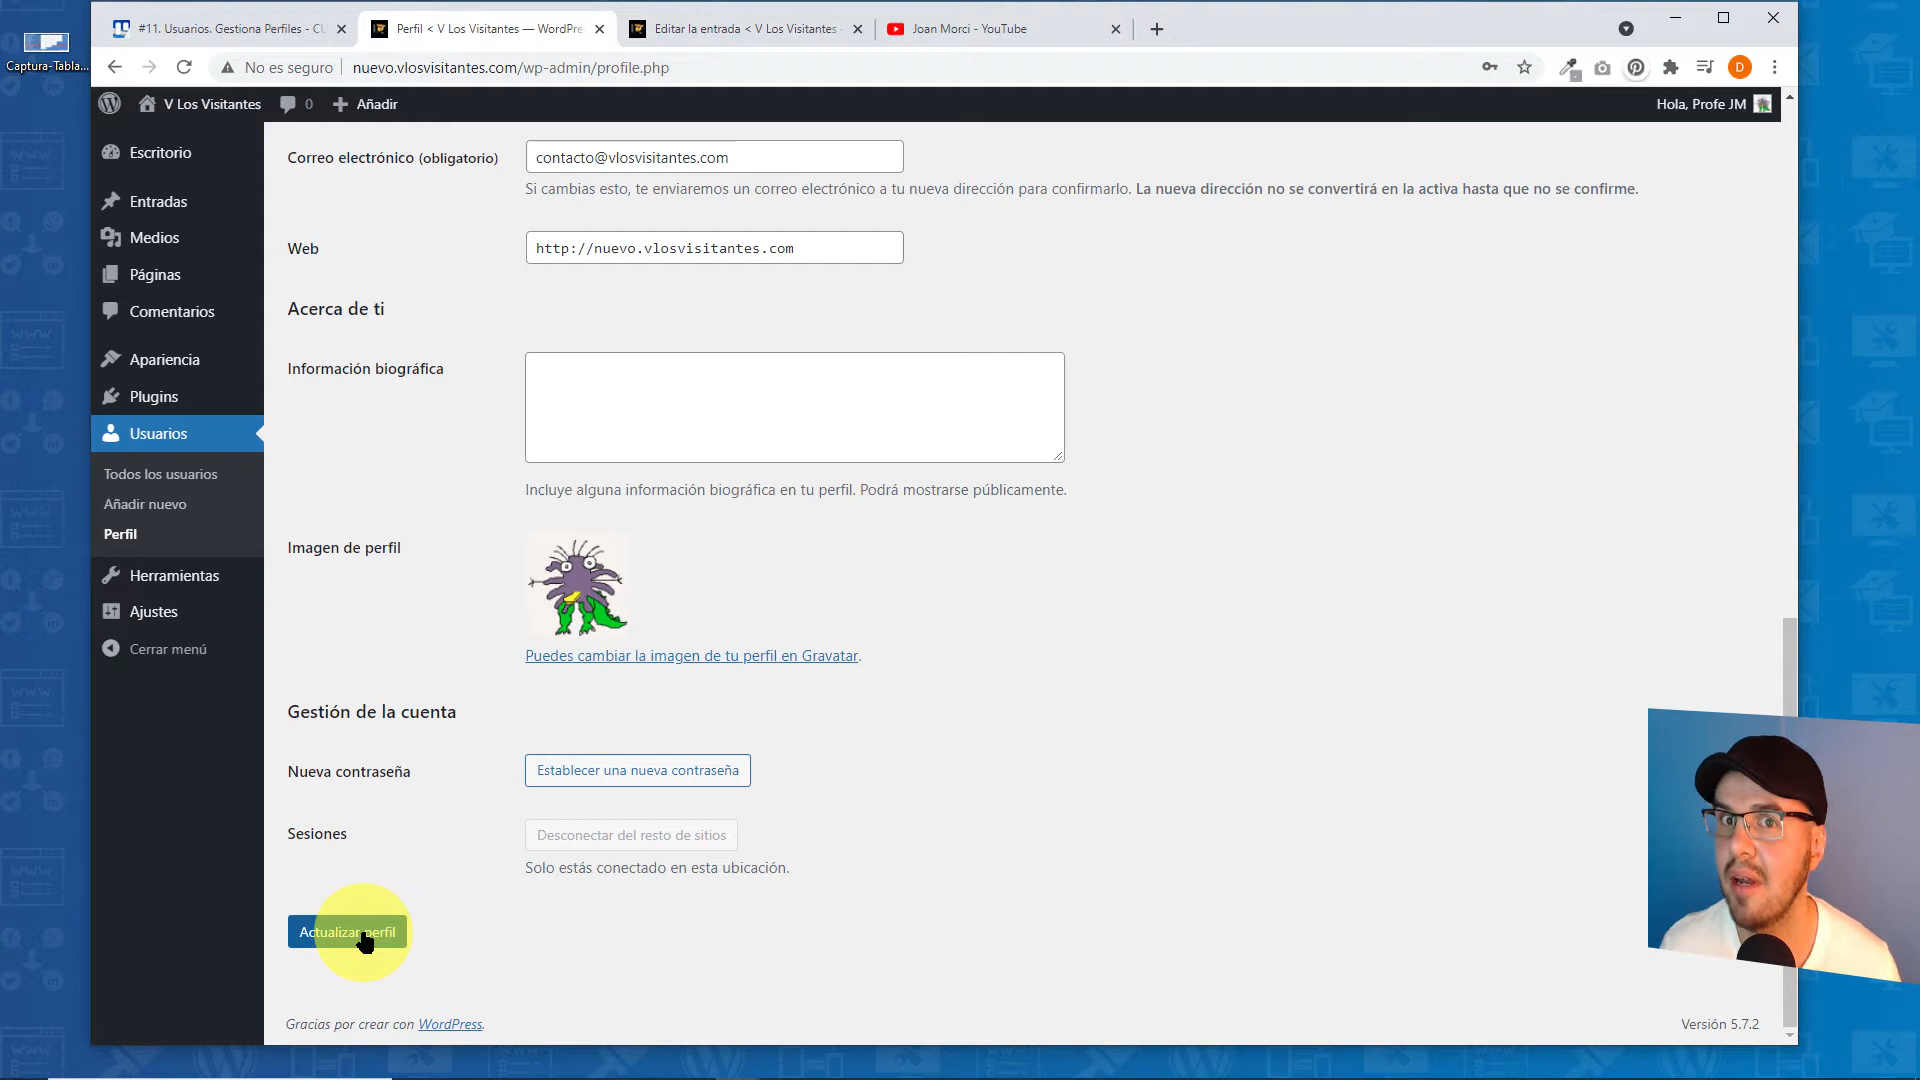 Captura-Tabla...
#11. Usuarios. Gestiona Perfiles - CU
Perfil < V Los Visitantes — WordPre
Editar la entrada < V Los Visitantes -
Joan Morci - YouTube
No es seguro
nuevo.vlosvisitantes.com/wp-admin/profile.php
D
V Los Visitantes
0
Añadir
Hola, Profe JM
Escritorio
Entradas
Medios
Páginas
Comentarios
Apariencia
Plugins
Usuarios
Todos los usuarios
Añadir nuevo
Perfil
Herramientas
Ajustes
Cerrar menú
Correo electrónico (obligatorio)
contacto@vlosvisitantes.com
Si cambias esto, te enviaremos un correo electrónico a tu nueva dirección para confirmarlo. La nueva dirección no se convertirá en la activa hasta que no se confirme.
Web
http://nuevo.vlosvisitantes.com
Acerca de ti
Información biográfica
Incluye alguna información biográfica en tu perfil. Podrá mostrarse públicamente.
Imagen de perfil
Puedes cambiar la imagen de tu perfil en Gravatar.
Gestión de la cuenta
Nueva contraseña
Establecer una nueva contraseña
Sesiones
Desconectar del resto de sitios
Solo estás conectado en esta ubicación.
Actualizar perfil
Gracias por crear con WordPress.
Versión 5.7.2